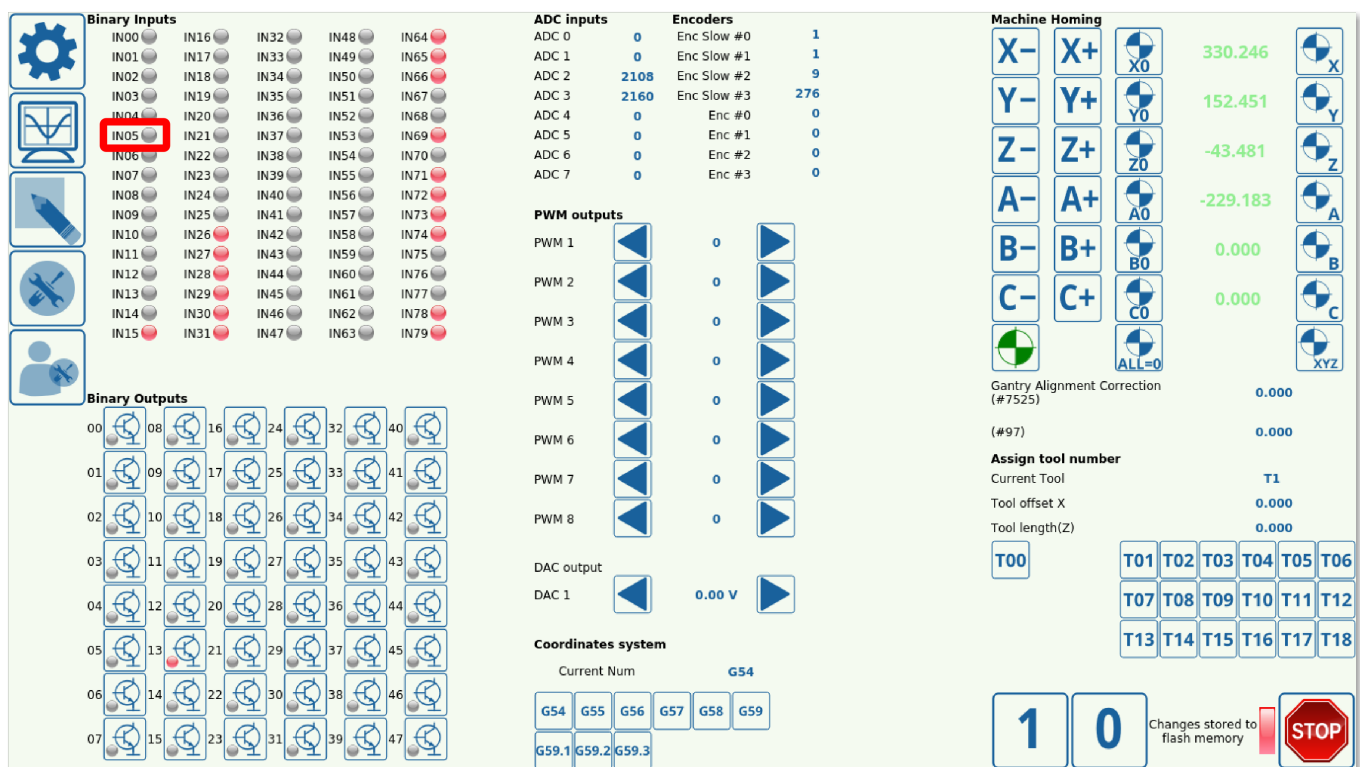 Binary Inputs
IN00 IN16 IN32 IN48 IN64
IN01 IN17 IN33 IN49 IN65
IN02 IN18 IN34 IN50 IN66
IN03 IN19 IN35 IN51 IN67
IN04 IN20 IN36 IN52 IN68
IN05 IN21 IN37 IN53 IN69
IN06 IN22 IN38 IN54 IN70
IN07 IN23 IN39 IN55 IN71
IN08 IN24 IN40 IN56 IN72
IN09 IN25 IN41 IN57 IN73
IN10 IN26 IN42 IN58 IN74
IN11 IN27 IN43 IN59 IN75
IN12 IN28 IN44 IN60 IN76
IN13 IN29 IN45 IN61 IN77
IN14 IN30 IN46 IN62 IN78
IN15 IN31 IN47 IN63 IN79
Binary Outputs
00 08 16 24 32 40
01 09 17 25 33 41
02 10 18 26 34 42
03 11 19 27 35 43
04 12 20 28 36 44
05 13 21 29 37 45
06 14 22 30 38 46
07 15 23 31 39 47
ADC inputs Encoders
ADC 0 0 Enc Slow #0 1
ADC 1 0 Enc Slow #1 1
ADC 2 2108 Enc Slow #2 9
ADC 3 2160 Enc Slow #3 276
ADC 4 0 Enc #0 0
ADC 5 0 Enc #1 0
ADC 6 0 Enc #2 0
ADC 7 0 Enc #3 0
PWM outputs
PWM 1 0
PWM 2 0
PWM 3 0
PWM 4 0
PWM 5 0
PWM 6 0
PWM 7 0
PWM 8 0
DAC output
DAC 1 0.00 V
Coordinates system
Current Num G54
G54 G55 G56 G57 G58 G59
G59.1 G59.2 G59.3
Machine Homing
X- X+ X0 330.246 X
Y- Y+ Y0 152.451 Y
Z- Z+ Z0 -43.481 Z
A- A+ A0 -229.183 A
B- B+ B0 0.000 B
C- C+ C0 0.000 C
ALL=0 XYZ
Gantry Alignment Correction
(#7525) 0.000
(#97) 0.000
Assign tool number
Current Tool T1
Tool offset X 0.000
Tool length(Z) 0.000
T00 T01 T02 T03 T04 T05 T06
T07 T08 T09 T10 T11 T12
T13 T14 T15 T16 T17 T18
1 0 Changes stored to
flash memory
STOP